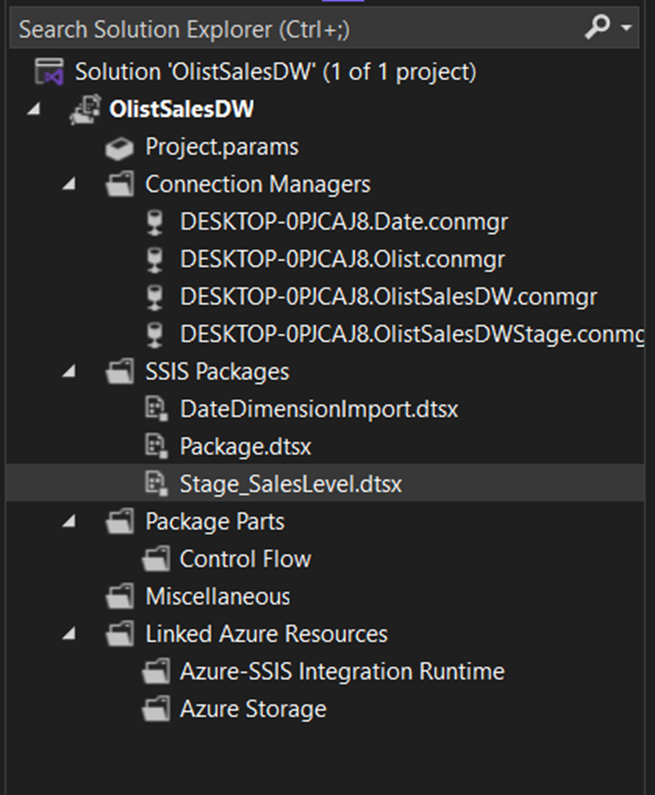 Search Solution Explorer (Ctrl+;)
Solution 'OlistSalesDW' (1 of 1 project)
OlistSalesDW
Project.params
Connection Managers
DESKTOP-0PJCAJ8.Date.conmgr
DESKTOP-0PJCAJ8.Olist.conmgr
DESKTOP-0PJCAJ8.OlistSalesDW.conmgr
DESKTOP-0PJCAJ8.OlistSalesDWStage.conmg
SSIS Packages
DateDimensionImport.dtsx
Package.dtsx
Stage_SalesLevel.dtsx
Package Parts
Control Flow
Miscellaneous
Linked Azure Resources
Azure-SSIS Integration Runtime
Azure Storage